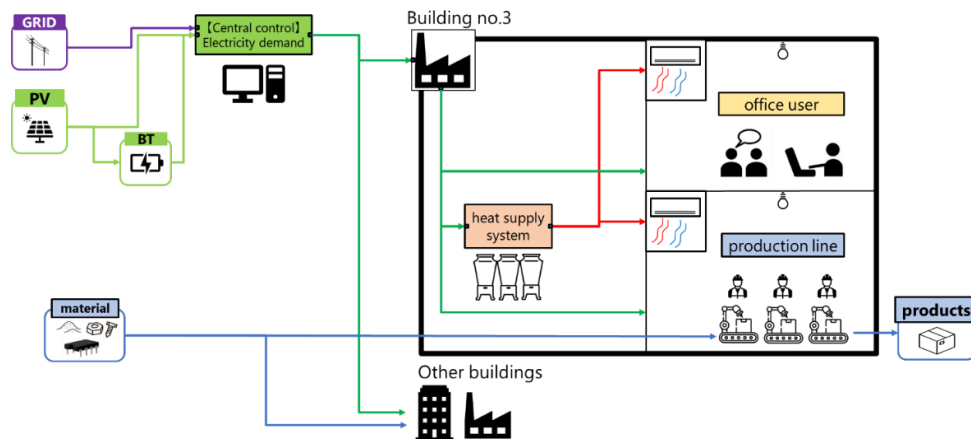 GRID
【Central control】
Electricity demand
PV
BT
Building no.3
office user
heat supply
system
production line
material
products
Other buildings